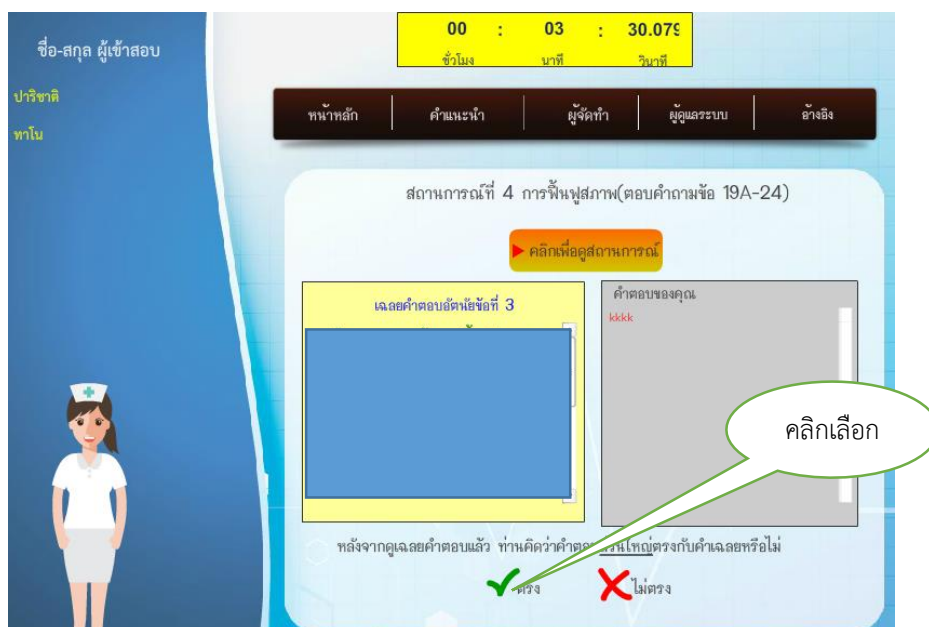 ชื่อ-สกุล ผู้เข้าสอบ
ปาริชาติ
ทาโน
00 : 03 : 30.079
ชั่วโมง นาที วินาที
หน้าหลัก คำแนะนำ ผู้จัดทำ ผู้ดูแลระบบ อ้างอิง
สถานการณ์ที่ 4 การฟื้นฟูสภาพ(ตอบคำถามข้อ 19A-24)
คลิกเพื่อดูสถานการณ์
เฉลยคำตอบอัตนัยข้อที่ 3
คำตอบของคุณ
kkkk
คลิกเลือก
หลังจากดูเฉลยคำตอบแล้ว ท่านคิดว่าคำตอบส่วนใหญ่ตรงกับคำเฉลยหรือไม่
ตรง ไม่ตรง